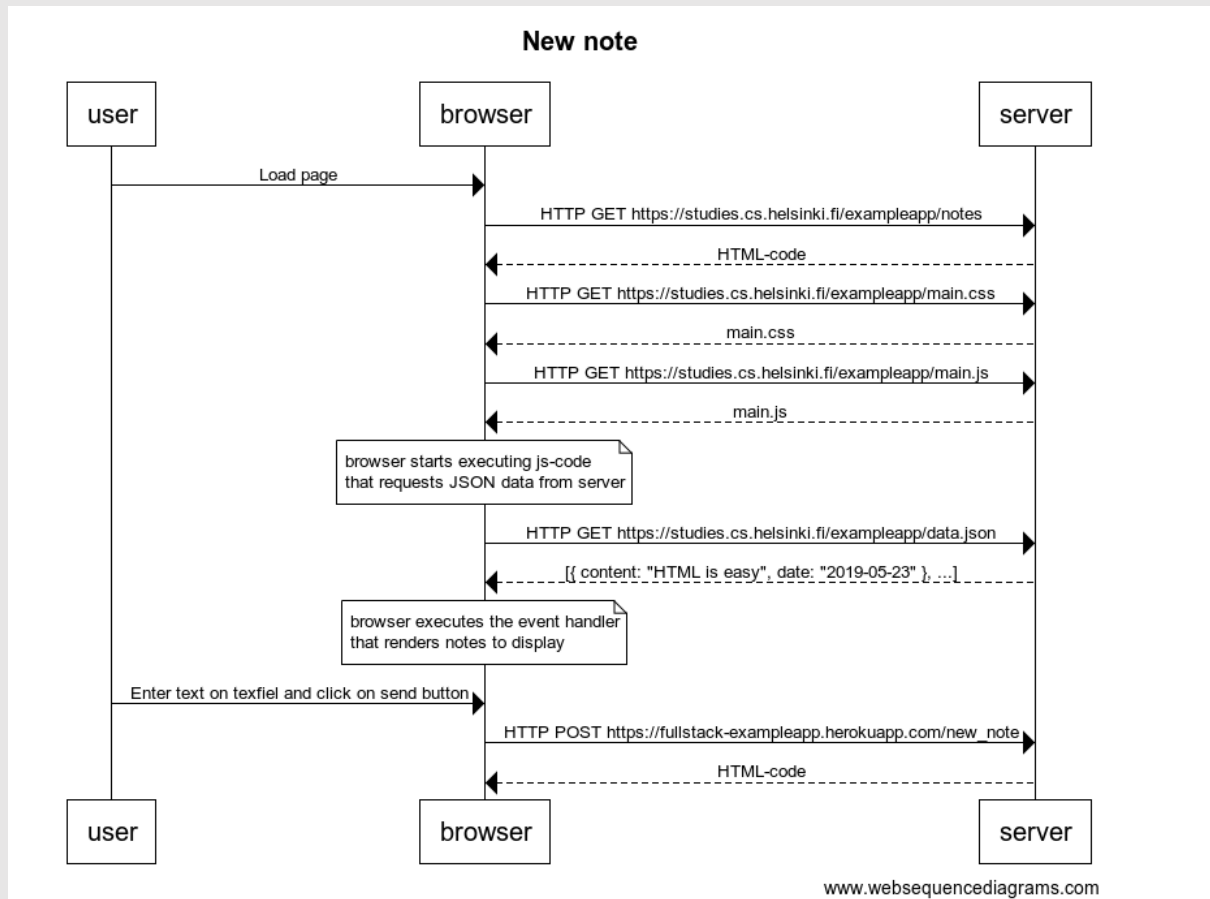 New note
user
browser
server
Load page
HTTP GET https://studies.cs.helsinki.fi/exampleapp/notes
HTML-code
HTTP GET https://studies.cs.helsinki.fi/exampleapp/main.css
main.css
HTTP GET https://studies.cs.helsinki.fi/exampleapp/main.js
main.js
browser starts executing js-code
that requests JSON data from server
HTTP GET https://studies.cs.helsinki.fi/exampleapp/data.json
[{ content: "HTML is easy", date: "2019-05-23" }, ...]
browser executes the event handler
that renders notes to display
Enter text on texfiel and click on send button
HTTP POST https://fullstack-exampleapp.herokuapp.com/new_note
HTML-code
user
browser
server
www.websequencediagrams.com